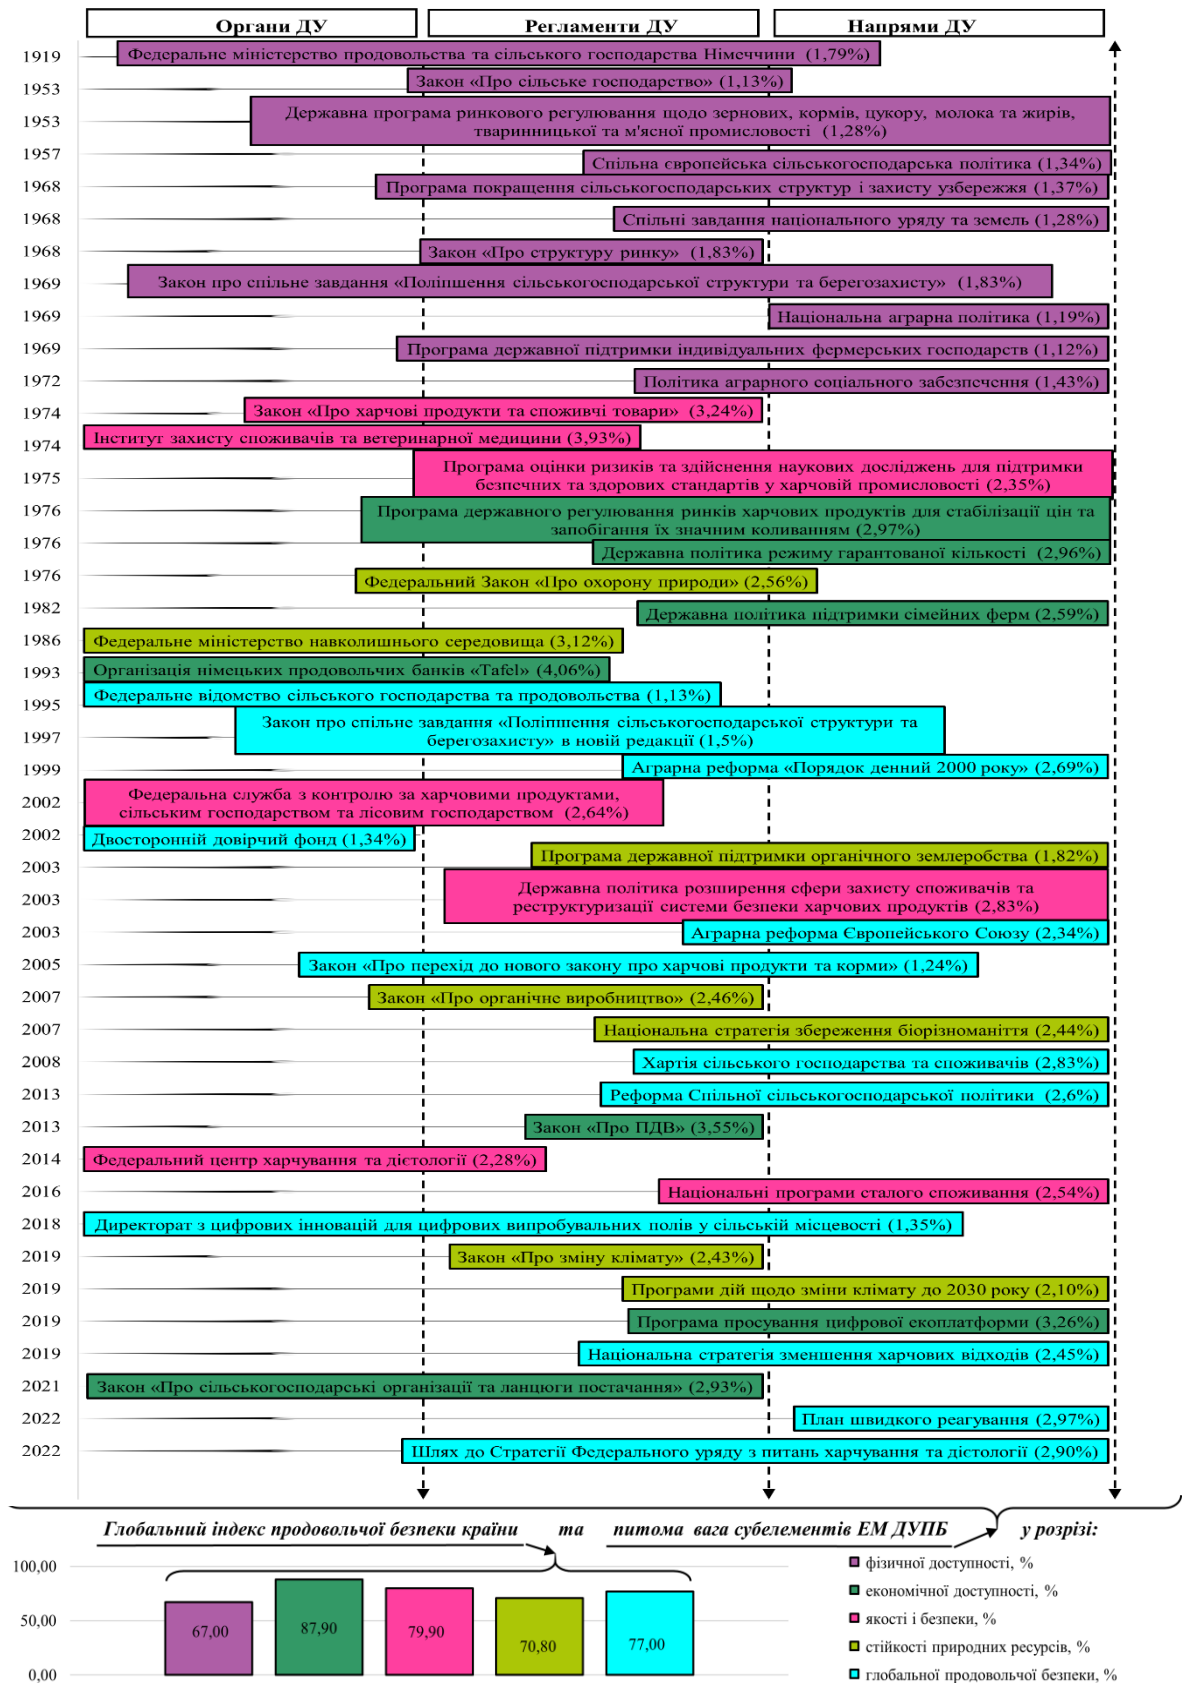 Органи ДУ
Регламенти ДУ
Напрями ДУ
1919
Федеральне міністерство продовольства та сільського господарства Німеччини (1,79%)
1953
Закон «Про сільське господарство» (1,13%)
1953
Державна програма ринкового регулювання щодо зернових, кормів, цукору, молока та жирів,
тваринницької та м'ясної промисловості (1,28%)
1957
Спільна європейська сільськогосподарська політика (1,34%)
1968
Програма покращення сільськогосподарських структур і захисту узбережжя (1,37%)
1968
Спільні завдання національного уряду та земель (1,28%)
1968
Закон «Про структуру ринку» (1,83%)
1969
Закон про спільне завдання «Поліпшення сільськогосподарської структури та берегозахисту» (1,83%)
1969
Національна аграрна політика (1,19%)
1969
Програма державної підтримки індивідуальних фермерських господарств (1,12%)
1972
Політика аграрного соціального забезпечення (1,43%)
1974
Закон «Про харчові продукти та споживчі товари» (3,24%)
1974
Інститут захисту споживачів та ветеринарної медицини (3,93%)
1975
Програма оцінки ризиків та здійснення наукових досліджень для підтримки
безпечних та здорових стандартів у харчовій промисловості (2,35%)
1976
Програма державного регулювання ринків харчових продуктів для стабілізації цін та
запобігання їх значним коливанням (2,97%)
1976
Державна політика режиму гарантованої кількості (2,96%)
1976
Федеральний Закон «Про охорону природи» (2,56%)
1982
Державна політика підтримки сімейних ферм (2,59%)
1986
Федеральне міністерство навколишнього середовища (3,12%)
1993
Організація німецьких продовольчих банків «Tafel» (4,06%)
1995
Федеральне відомство сільського господарства та продовольства (1,13%)
1997
Закон про спільне завдання «Поліпшення сільськогосподарської структури та
берегозахисту» в новій редакції (1,5%)
1999
Аграрна реформа «Порядок денний 2000 року» (2,69%)
2002
Федеральна служба з контролю за харчовими продуктами,
сільським господарством та лісовим господарством (2,64%)
2002
Двосторонній довірчий фонд (1,34%)
2003
Програма державної підтримки органічного землеробства (1,82%)
2003
Державна політика розширення сфери захисту споживачів та
реструктуризації системи безпеки харчових продуктів (2,83%)
2003
Аграрна реформа Європейського Союзу (2,34%)
2005
Закон «Про перехід до нового закону про харчові продукти та корми» (1,24%)
2007
Закон «Про органічне виробництво» (2,46%)
2007
Національна стратегія збереження біорізноманіття (2,44%)
2008
Хартія сільського господарства та споживачів (2,83%)
2013
Реформа Спільної сільськогосподарської політики (2,6%)
2013
Закон «Про ПДВ» (3,55%)
2014
Федеральний центр харчування та дієтології (2,28%)
2016
Національні програми сталого споживання (2,54%)
2018
Директорат з цифрових інновацій для цифрових випробувальних полів у сільській місцевості (1,35%)
2019
Закон «Про зміну клімату» (2,43%)
2019
Програми дій щодо зміни клімату до 2030 року (2,10%)
2019
Програма просування цифрової екоплатформи (3,26%)
2019
Національна стратегія зменшення харчових відходів (2,45%)
2021
Закон «Про сільськогосподарські організації та ланцюги постачання» (2,93%)
2022
План швидкого реагування (2,97%)
2022
Шлях до Стратегії Федерального уряду з питань харчування та дієтології (2,90%)
Глобальний індекс продовольчої безпеки країни та питома вага субелементів ЕМ ДУПБ у розрізі:
100,00
50,00
0,00
67,00
87,90
79,90
70,80
77,00
фізичної доступності, %
економічної доступності, %
якості і безпеки, %
стійкості природних ресурсів, %
глобальної продовольчої безпеки, %